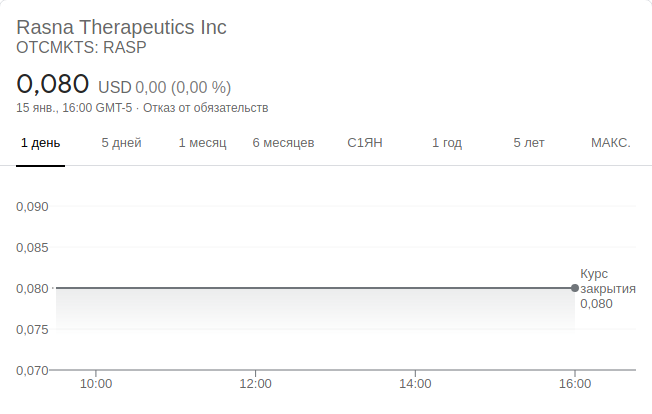 Rasna Therapeutics Inc
OTCMKTS: RASP
0,080 USD 0,00 (0,00 %)
15 янв., 16:00 GMT-5 · Отказ от обязательств
1 день 5 дней 1 месяц 6 месяцев С1ЯН 1 год 5 лет МАКС.
0,090
0,085
Курс
0,080 закрытия
0,080
0,075
0,070
10:00 12:00 14:00 16:00